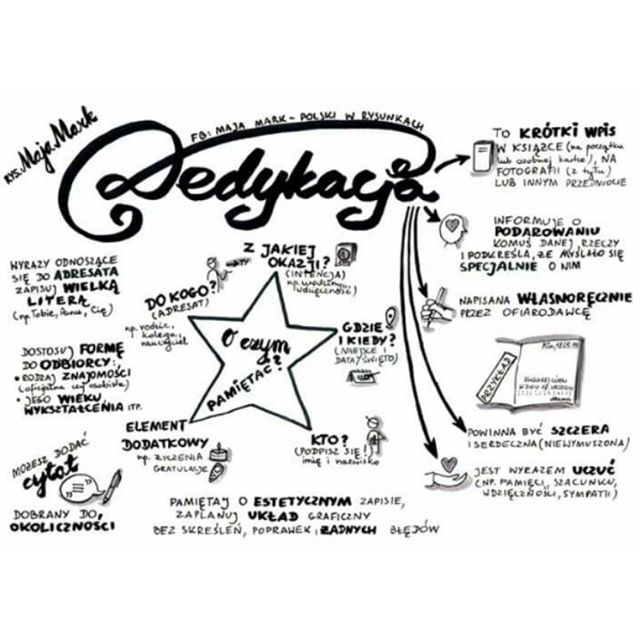 RYS. Maja Mark
FB: MAJA MARK - POLSKI W RYSUNKACH
Dedykacja
TO KRÓTKI WPIS
W KSIĄŻCE (na początku
lub osobnej kartce), NA
FOTOGRAFII (z tyłu)
LUB INNYM PRZEDMIOCIE
INFORMUJE O
PODAROWANIU
KOMUŚ DANEJ RZECZY
I PODKREŚLA, ŻE MYŚLAŁO SIĘ
SPECJALNIE O NIM
NAPISANA WŁASNORĘCZNIE
PRZEZ OFIARODAWCĘ
PRZYKŁAD
POWINNA BYĆ SZCZERA
I SERDECZNA (NIEWYMUSZONA)
JEST WYRAZEM UCZUĆ
(NP. PAMIĘCI, SZACUNKU,
WDZIĘCZNOŚCI, SYMPATII)
O czym
PAMIĘTAĆ?
Z JAKIEJ
OKAZJI?
(INTENCJA)
np. urodziny,
wdzięczność
DO KOGO?
(ADRESAT)
np. rodzic,
kolega,
nauczyciel
GDZIE
I KIEDY?
(MIEJSCE I
DATA/ŚWIĘTO)
KTO?
(PODPISZ SIĘ!)
imię i nazwisko
ELEMENT
DODATKOWY
np. ŻYCZENIA
GRATULACJE
WYRAZY ODNOSZĄCE
SIĘ DO ADRESATA
ZAPISUJ WIELKĄ
LITERĄ
(np. Tobie, Panu, Cię)
DOSTOSUJ FORMĘ
DO ODBIORCY:
• RODZAJ ZNAJOMOŚCI
(oficjalna czy osobista)
• JEGO WIEKU,
WYKSZTAŁCENIA ITP.
MOŻESZ DODAĆ
cytat
DOBRANY DO
OKOLICZNOŚCI
PAMIĘTAJ O ESTETYCZNYM ZAPISIE,
ZAPLANUJ UKŁAD GRAFICZNY
BEZ SKREŚLEŃ, POPRAWEK I ŻADNYCH BŁĘDÓW